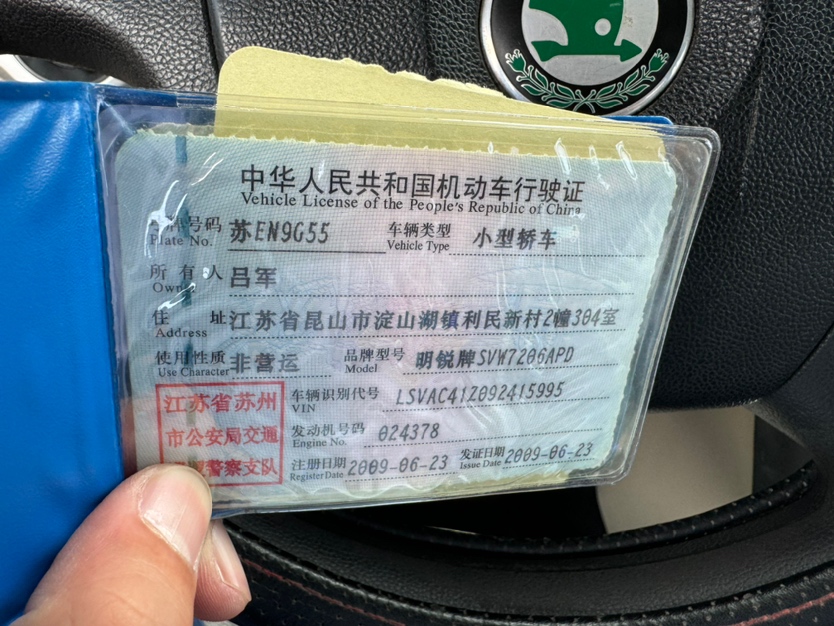 中华人民共和国机动车行驶证
Vehicle License of the People's Republic of China
号码 苏EN9G55 车辆类型 小型轿车
Plate No. Vehicle Type
所有人 吕军
Owner
住址 江苏省昆山市淀山湖镇利民新村2幢304室
Address
使用性质 非营运 品牌型号 明锐牌SVW7206APD
Use Character Model
江苏省苏州 车辆识别代号 LSVAC41Z092415995
VIN
市公安局交通 发动机号码 024378
Engine No.
警察支队 注册日期 2009-06-23 发证日期 2009-06-23
Register Date Issue Date